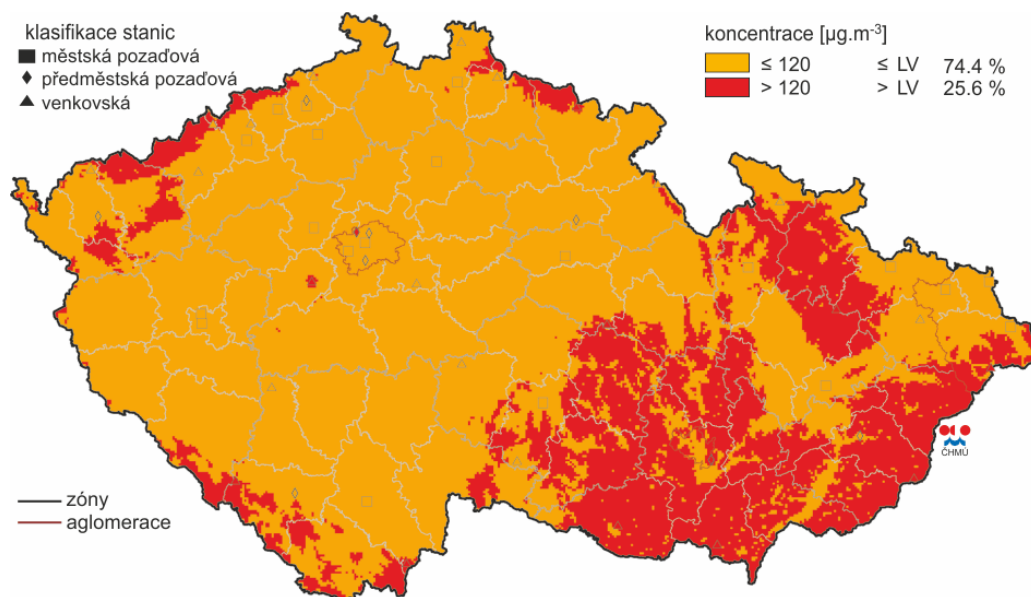 klasifikace stanic
městská pozaďová
předměstská pozaďová
venkovská
koncentrace [µg.m-3]
≤ 120 ≤ LV 74.4 %
> 120 > LV 25.6 %
ČHMÚ
zóny
aglomerace